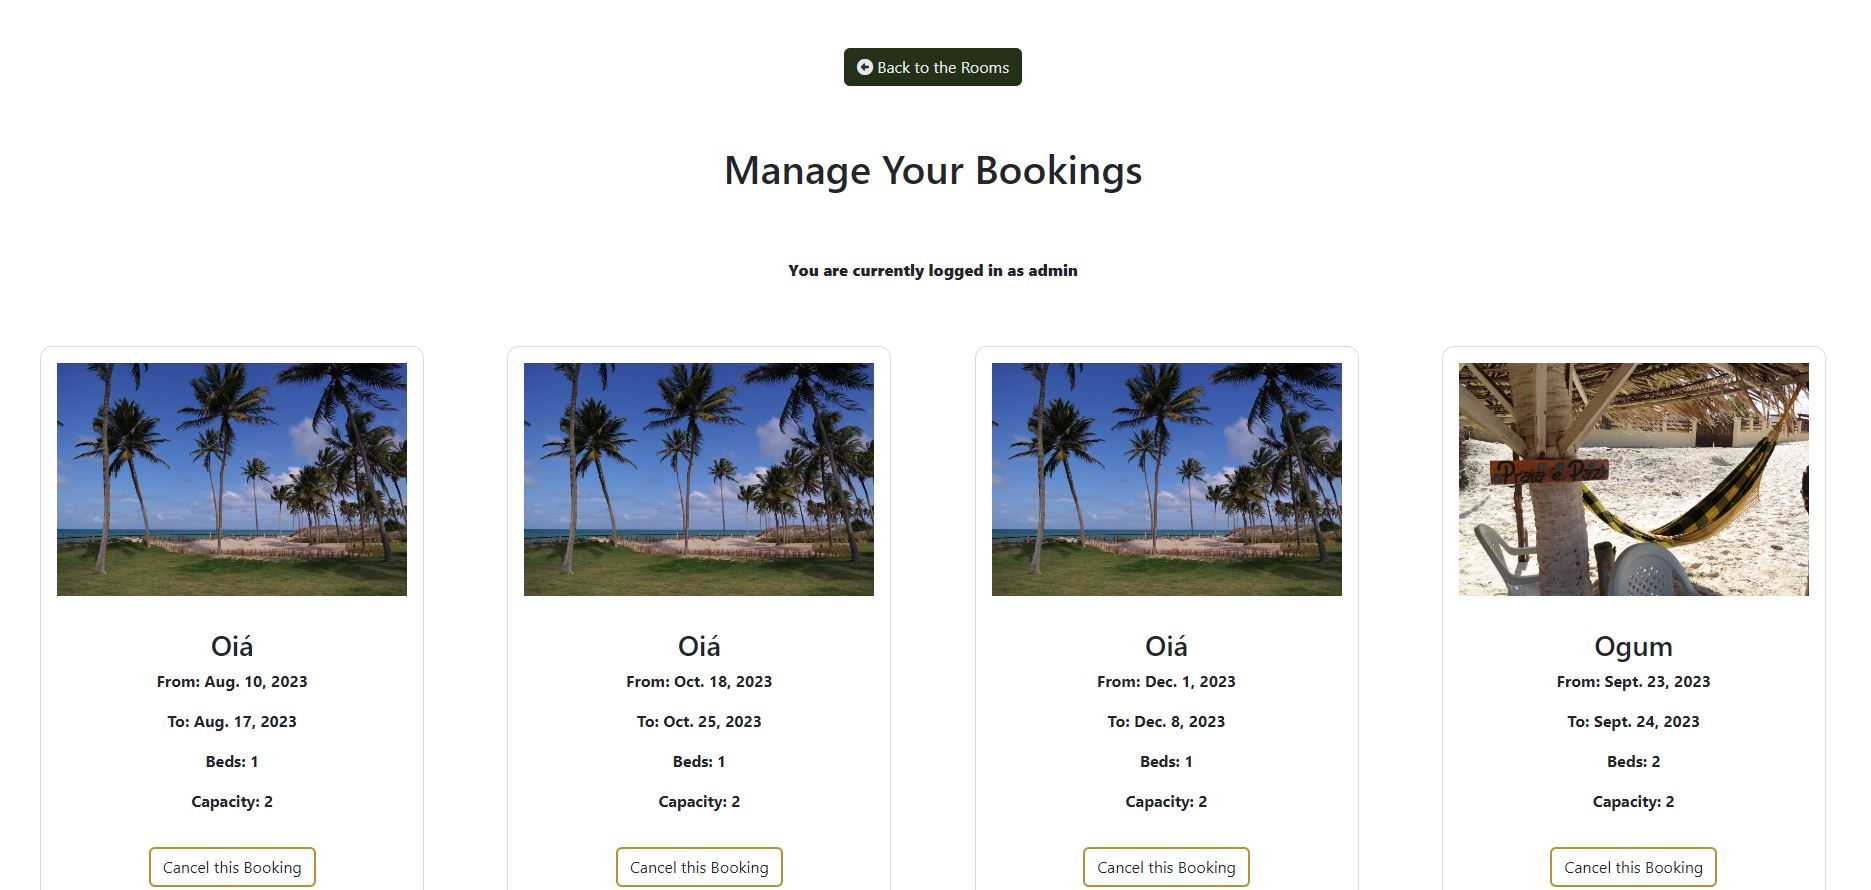 Back to the Rooms
Manage Your Bookings
You are currently logged in as admin
Praia e Paz
Oiá
From: Aug. 10, 2023
To: Aug. 17, 2023
Beds: 1
Capacity: 2
Cancel this Booking
Oiá
From: Oct. 18, 2023
To: Oct. 25, 2023
Beds: 1
Capacity: 2
Cancel this Booking
Oiá
From: Dec. 1, 2023
To: Dec. 8, 2023
Beds: 1
Capacity: 2
Cancel this Booking
Ogum
From: Sept. 23, 2023
To: Sept. 24, 2023
Beds: 2
Capacity: 2
Cancel this Booking